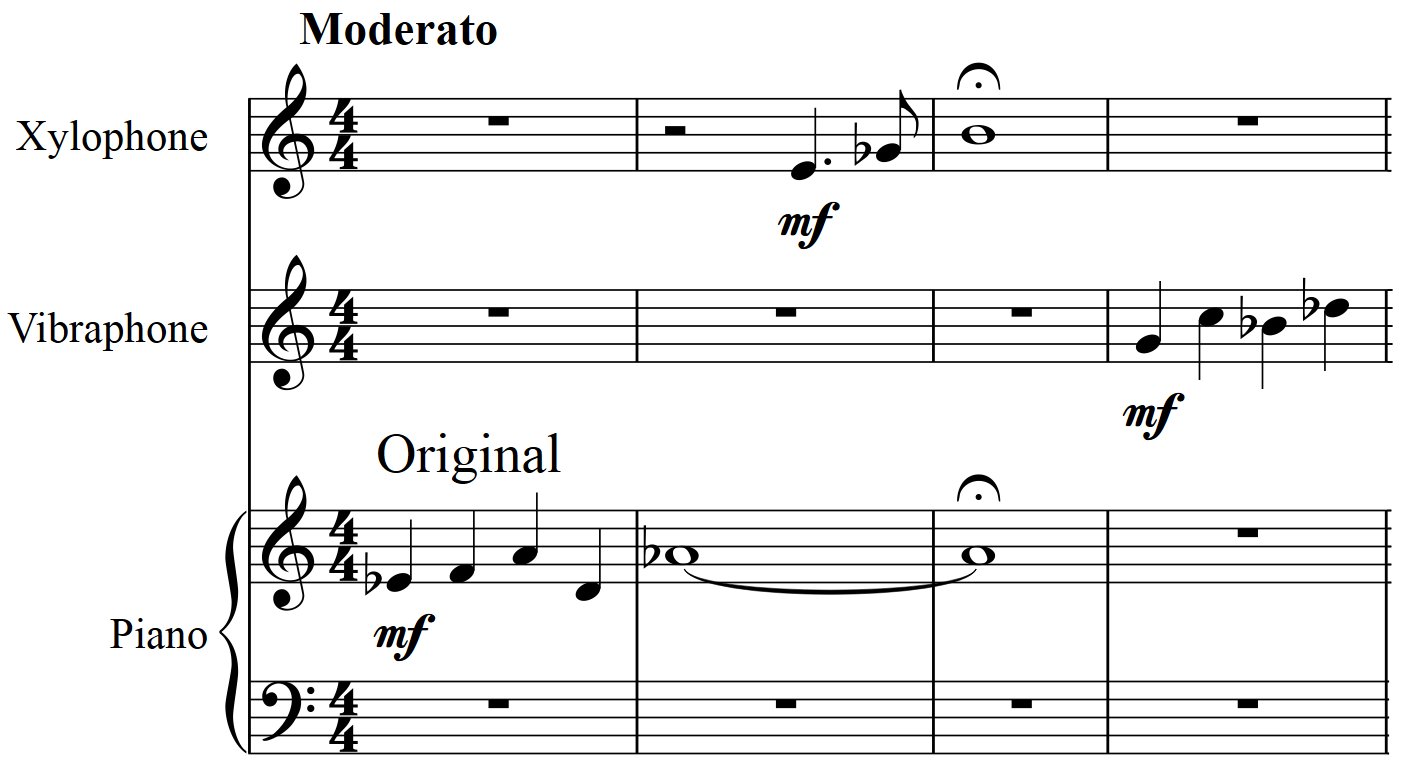 Moderato
Xylophone
mf
Vibraphone
mf
Original
Piano
mf